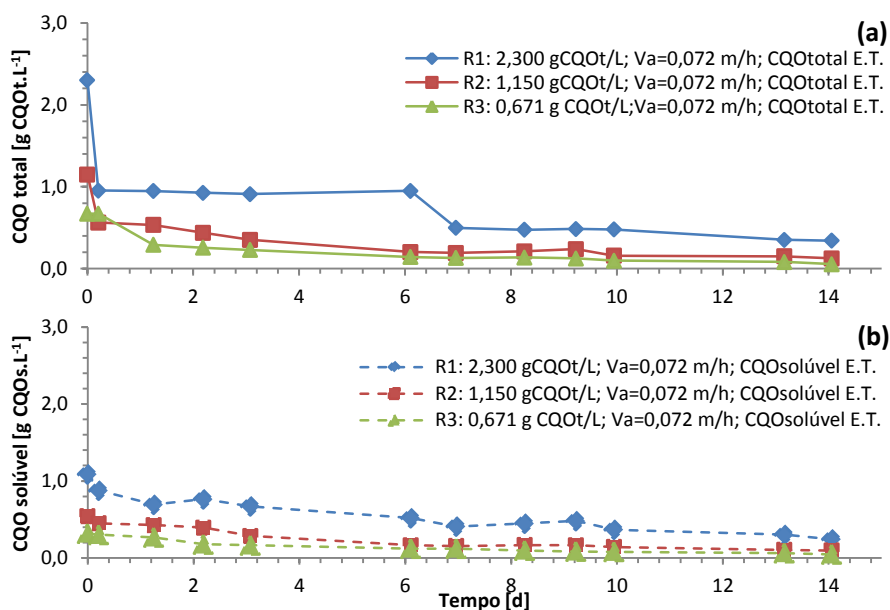 (a)
R1: 2,300 gCQOt/L; Va=0,072 m/h; CQOtotal E.T.
R2: 1,150 gCQOt/L; Va=0,072 m/h; CQOtotal E.T.
R3: 0,671 g CQOt/L;Va=0,072 m/h; CQOtotal E.T.
CQO total [g CQOt.L⁻¹]
3,0
2,0
1,0
0,0
0 2 4 6 8 10 12 14
(b)
R1: 2,300 gCQOt/L; Va=0,072 m/h; CQOsolúvel E.T.
R2: 1,150 gCQOt/L; Va=0,072 m/h; CQOsolúvel E.T.
R3: 0,671 g CQOt/L; Va=0,072 m/h; CQOsolúvel E.T.
CQO solúvel [g CQOs.L⁻¹]
3,0
2,0
1,0
0,0
0 2 4 6 8 10 12 14
Tempo [d]